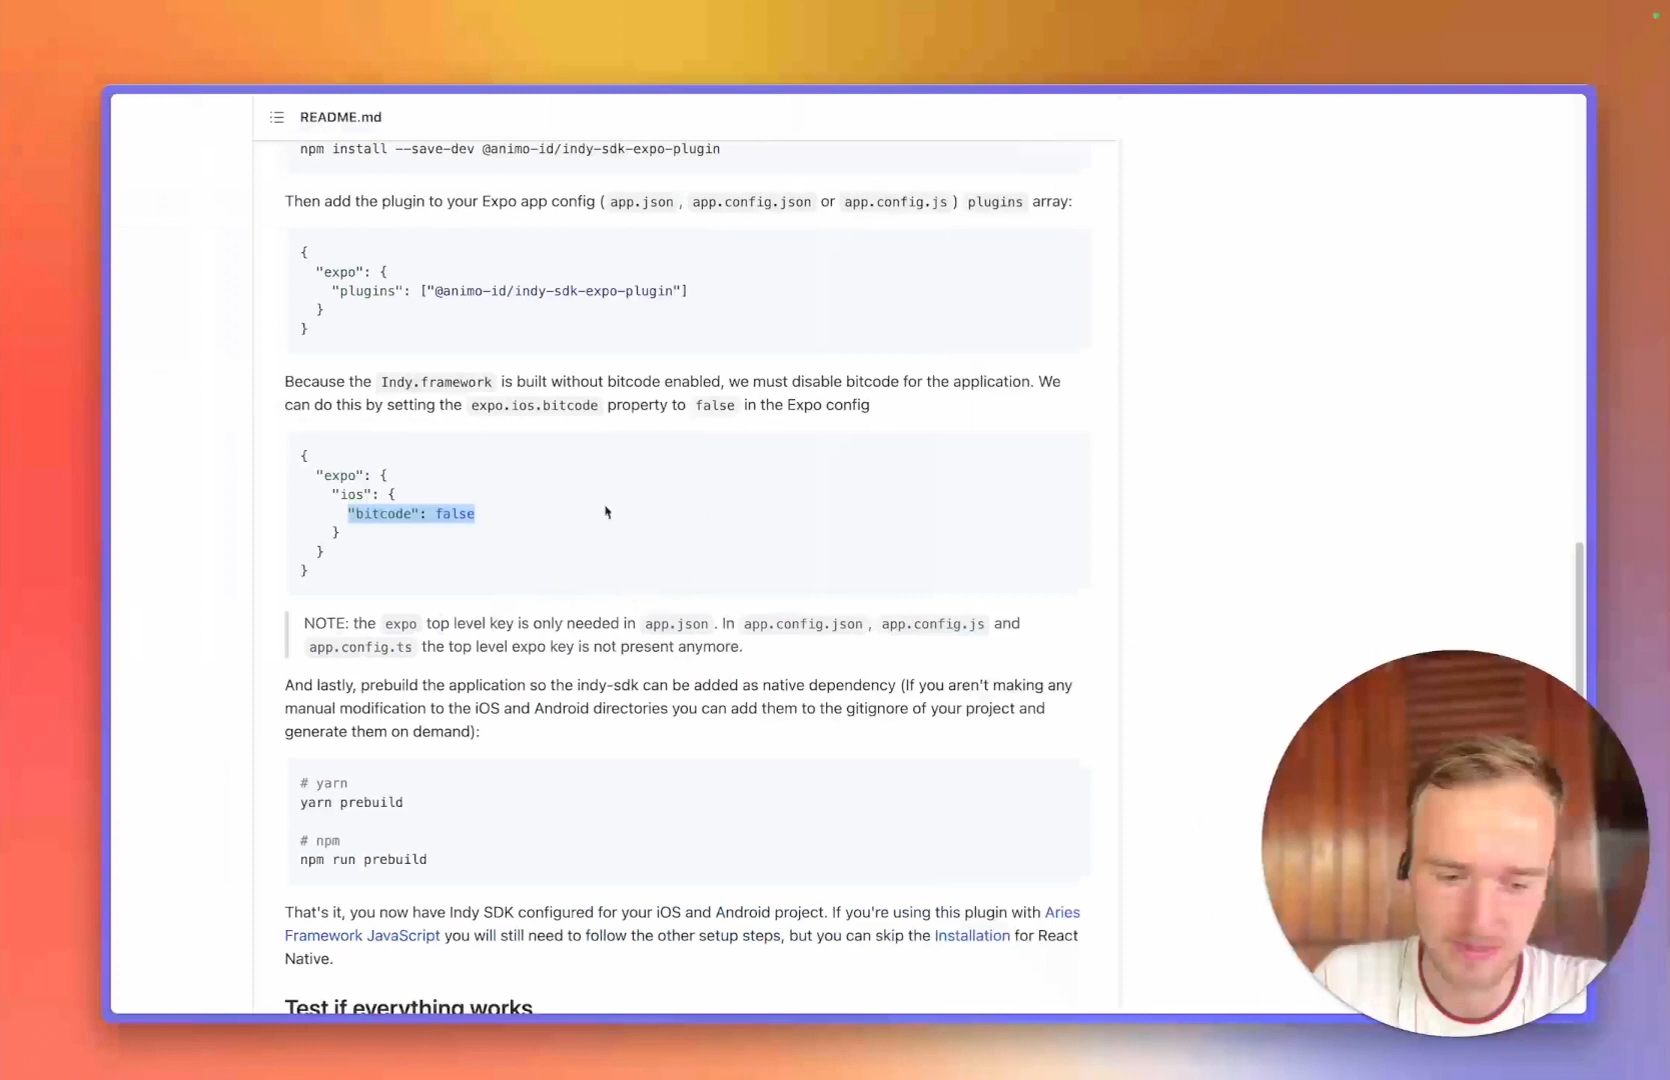 README.md
npm install --save-dev @animo-id/indy-sdk-expo-plugin
Then add the plugin to your Expo app config ( app.json , app.config.json or app.config.js ) plugins array:
{
"expo": {
"plugins": ["@animo-id/indy-sdk-expo-plugin"]
}
}
Because the Indy.framework is built without bitcode enabled, we must disable bitcode for the application. We
can do this by setting the expo.ios.bitcode property to false in the Expo config
{
"expo": {
"ios": {
"bitcode": false
}
}
}
NOTE: the expo top level key is only needed in app.json . In app.config.json , app.config.js and
app.config.ts the top level expo key is not present anymore.
And lastly, prebuild the application so the indy-sdk can be added as native dependency (If you aren't making any
manual modification to the iOS and Android directories you can add them to the gitignore of your project and
generate them on demand):
# yarn
yarn prebuild
# npm
npm run prebuild
That's it, you now have Indy SDK configured for your iOS and Android project. If you're using this plugin with Aries
Framework JavaScript you will still need to follow the other setup steps, but you can skip the Installation for React
Native.
Test if everything works